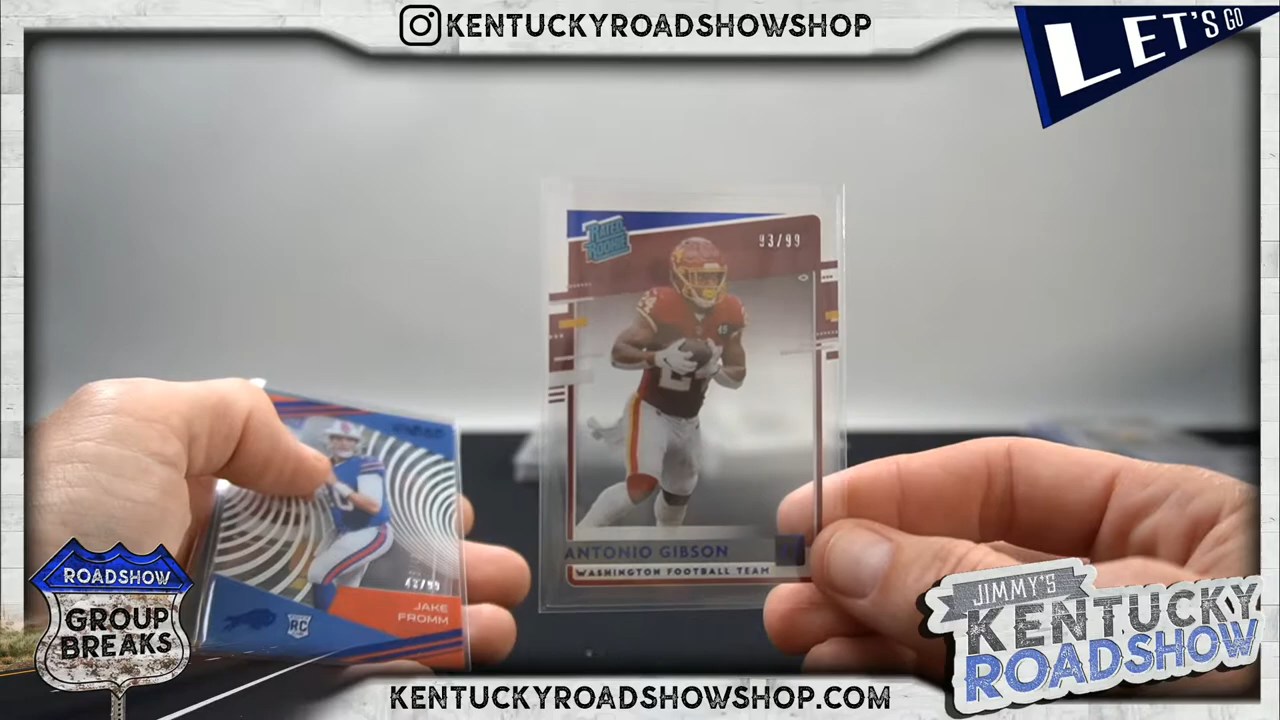 KENTUCKYROADSHOWSHOP
LET'S GO
RATED
ROOKIE
93/99
24
ANTONIO GIBSON
WASHINGTON FOOTBALL TEAM
JAKE
FROMM
RC
ROADSHOW
GROUP
BREAKS
JIMMY'S
KENTUCKY
ROADSHOW
KENTUCKYROADSHOWSHOP.COM